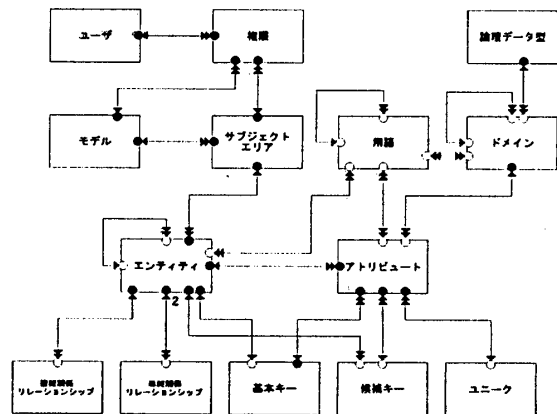 ユーザ
権限
論理データ型
モデル
サブジェクト
エリア
用語
ドメイン
エンティティ
アトリビュート
2
リレーションシップ
リレーションシップ
基本キー
候補キー
ユニーク